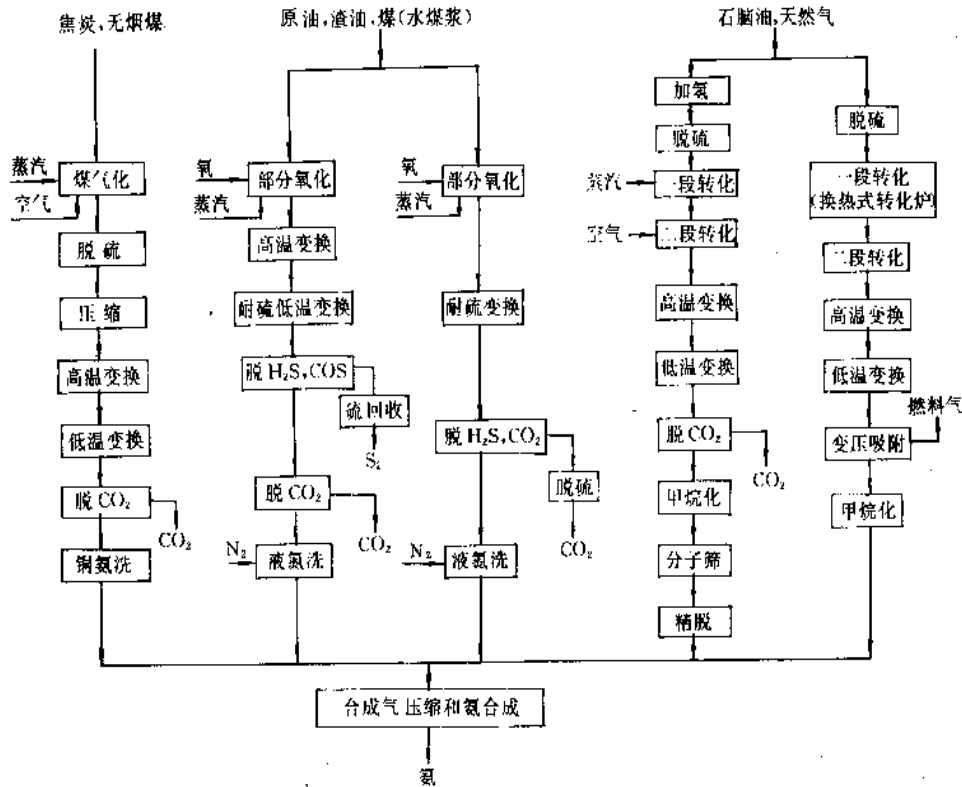 焦炭,无烟煤
蒸汽
空气
煤气化
脱硫
压缩
高温变换
低温变换
脱CO₂
CO₂
铜氨洗
原油,渣油,煤(水煤浆)
氧
蒸汽
部分氧化
高温变换
耐硫低温变换
脱H₂S,COS
硫回收
S₂
脱CO₂
CO₂
N₂
液氮洗
氧
蒸汽
部分氧化
耐硫变换
脱H₂S,CO₂
脱硫
CO₂
N₂
液氮洗
石脑油,天然气
加氢
脱硫
蒸汽
一段转化
空气
二段转化
高温变换
低温变换
脱CO₂
CO₂
甲烷化
分子筛
精脱
脱硫
一段转化
(换热式转化炉)
二段转化
高温变换
低温变换
燃料气
变压吸附
甲烷化
合成气压缩和氨合成
氨